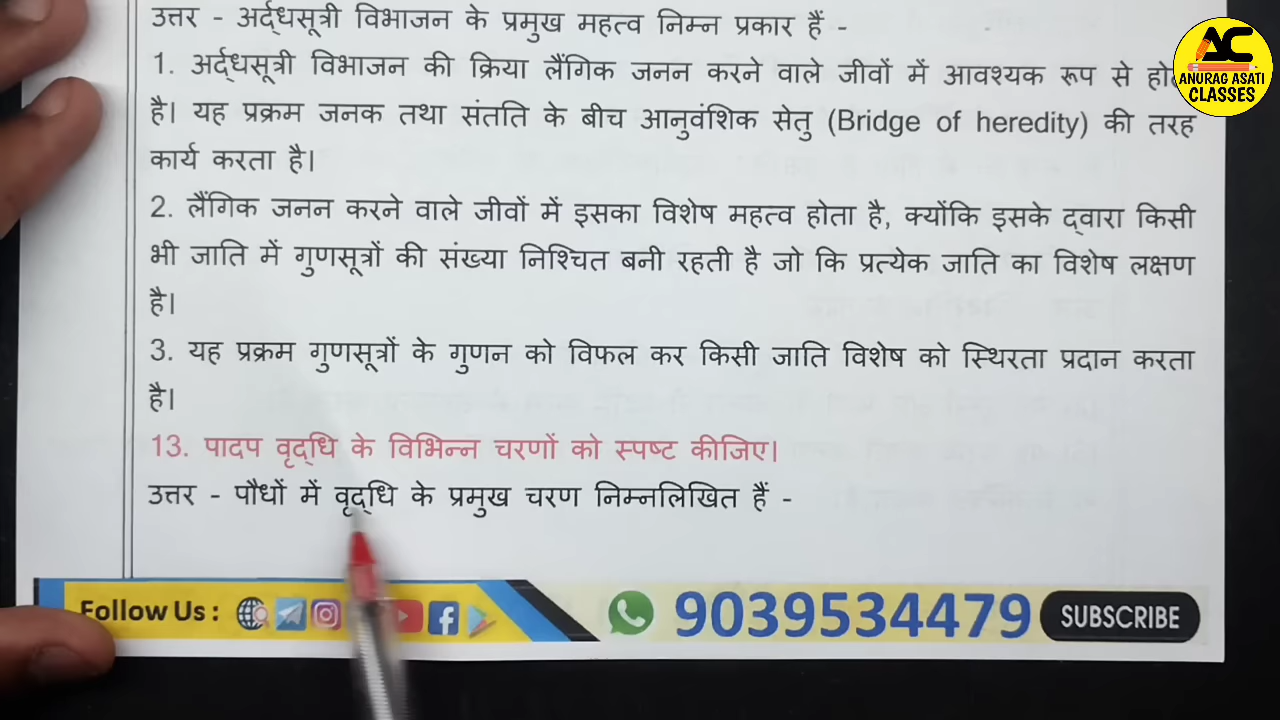 उत्तर - अर्द्धसूत्री विभाजन के प्रमुख महत्व निम्न प्रकार हैं -
1. अर्द्धसूत्री विभाजन की क्रिया लैंगिक जनन करने वाले जीवों में आवश्यक रूप से
है। यह प्रक्रम जनक तथा संतति के बीच आनुवंशिक सेतु (Bridge of heredity) की तरह
कार्य करता है।
2. लैंगिक जनन करने वाले जीवों में इसका विशेष महत्व होता है, क्योंकि इसके द्वारा किसी
भी जाति में गुणसूत्रों की संख्या निश्चित बनी रहती है जो कि प्रत्येक जाति का विशेष लक्षण
है।
3. यह प्रक्रम गुणसूत्रों के गुणन को विफल कर किसी जाति विशेष को स्थिरता प्रदान करता
है।
13. पादप वृद्धि के विभिन्न चरणों को स्पष्ट कीजिए।
उत्तर - पौधों में वृद्धि के प्रमुख चरण निम्नलिखित हैं -
Follow Us : 9039534479 SUBSCRIBE
AC
ANURAG ASATI
CLASSES